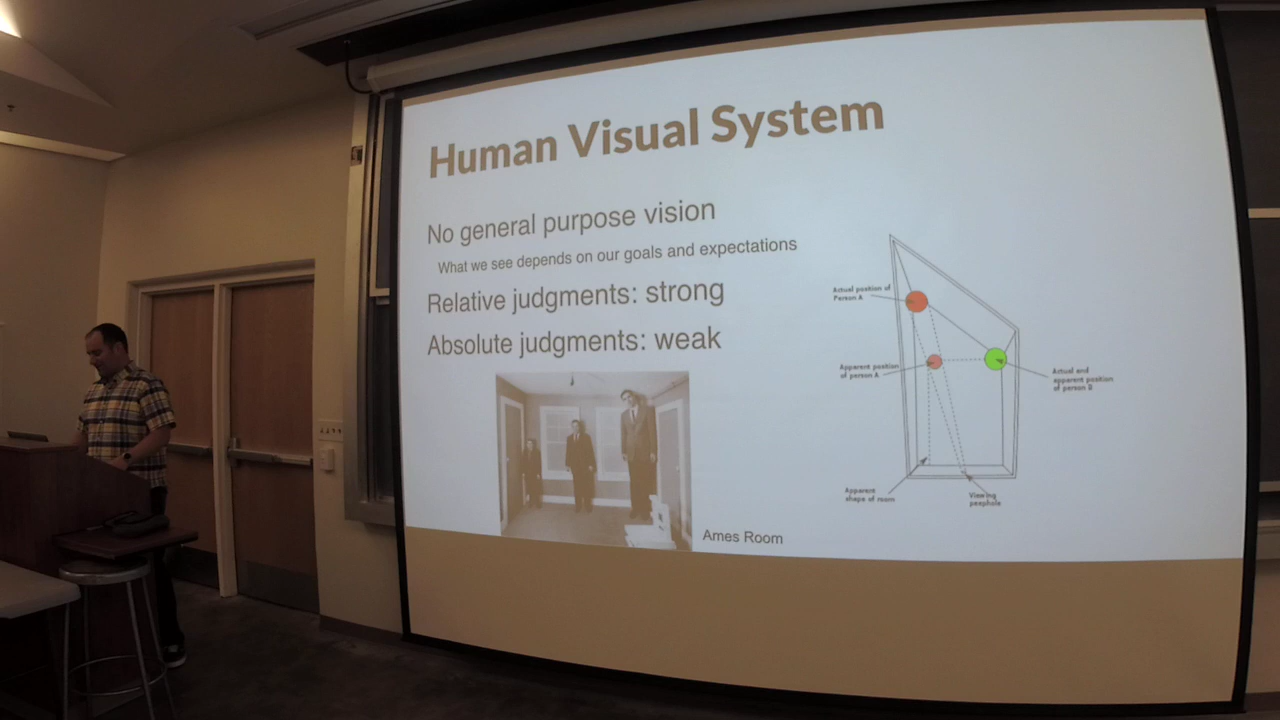 Human Visual System
No general purpose vision
What we see depends on our goals and expectations
Relative judgments: strong
Absolute judgments: weak
Ames Room
Actual position of
Person A
Apparent position
of person A
Actual and
apparent position
of person B
Apparent
shape of room
Viewing
peephole